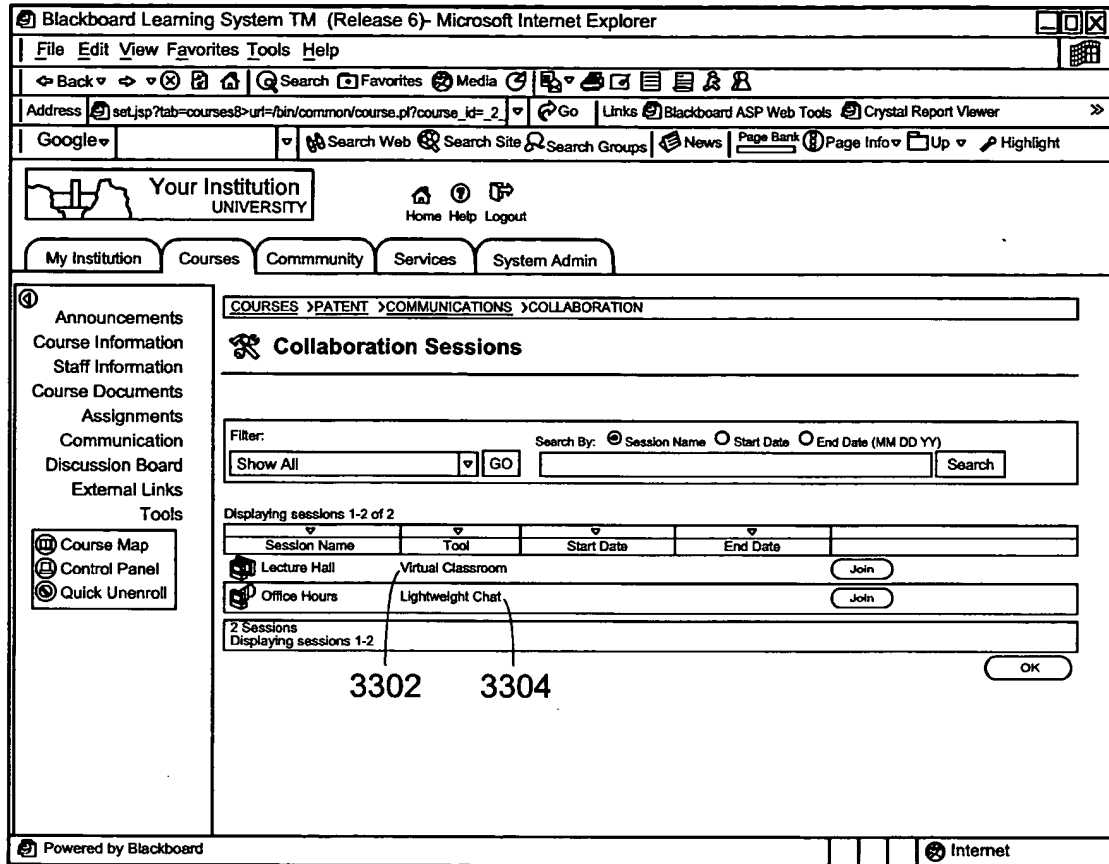 Blackboard Learning System TM (Release 6)- Microsoft Internet Explorer
File Edit View Favorites Tools Help
Back Search Favorites Media
Address set.jsp?tab=courses8>url=/bin/common/course.pl?course_id=_2_ Go Links Blackboard ASP Web Tools Crystal Report Viewer »
Google Search Web Search Site Search Groups News Page Bank Page Info Up Highlight
Your Institution
UNIVERSITY
Home Help Logout
My Institution Courses Commmunity Services System Admin
Announcements
Course Information
Staff Information
Course Documents
Assignments
Communication
Discussion Board
External Links
Tools
Course Map
Control Panel
Quick Unenroll
COURSES >PATENT >COMMUNICATIONS >COLLABORATION
Collaboration Sessions
Filter: Search By: Session Name Start Date End Date (MM DD YY)
Show All GO Search
Displaying sessions 1-2 of 2
Session Name Tool Start Date End Date
Lecture Hall Virtual Classroom Join
Office Hours Lightweight Chat Join
2 Sessions
Displaying sessions 1-2
OK
3302 3304
Powered by Blackboard Internet